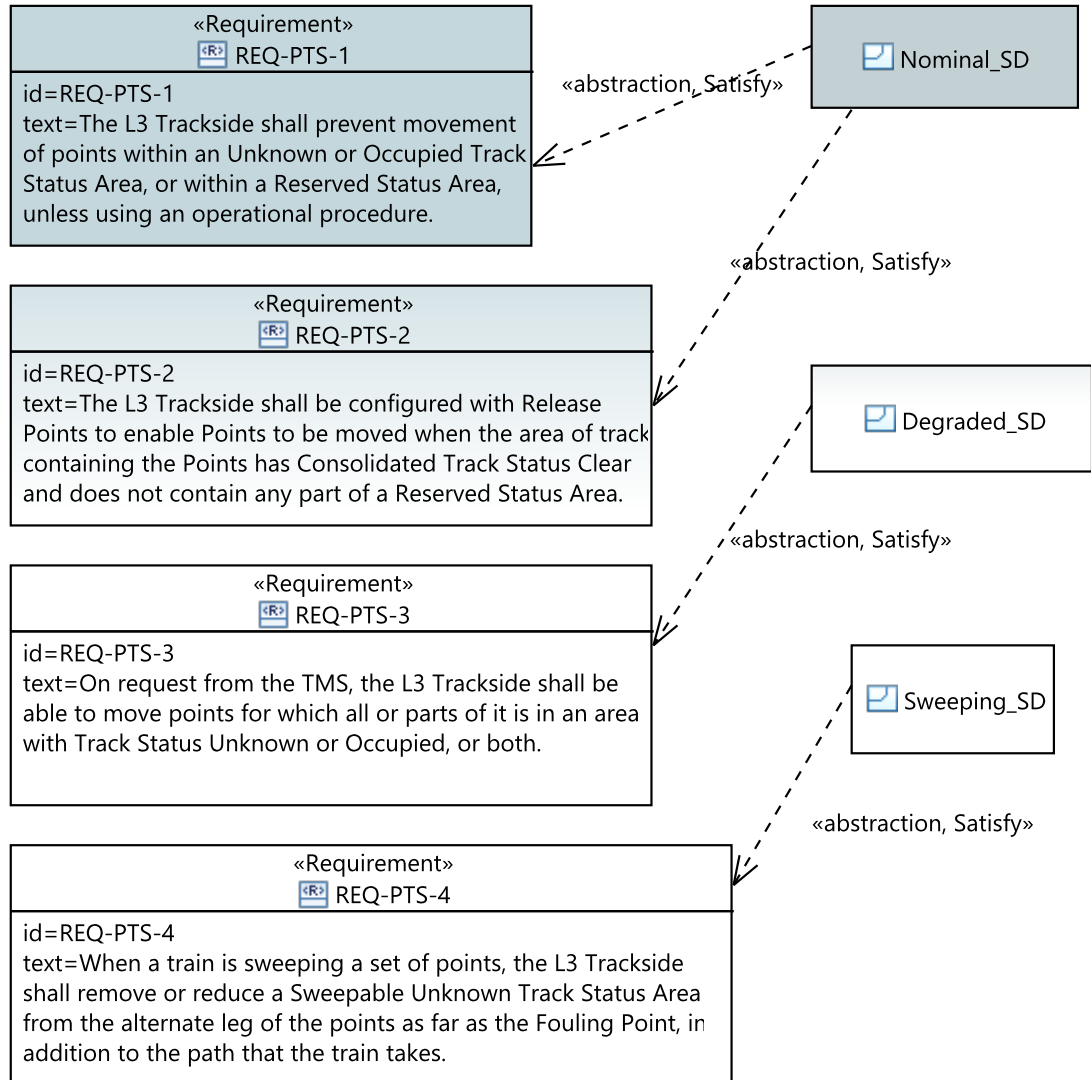 «Requirement»
REQ-PTS-1
id=REQ-PTS-1
text=The L3 Trackside shall prevent movement
of points within an Unknown or Occupied Track
Status Area, or within a Reserved Status Area,
unless using an operational procedure.
Nominal_SD
«abstraction, Satisfy»
«abstraction, Satisfy»
«Requirement»
REQ-PTS-2
id=REQ-PTS-2
text=The L3 Trackside shall be configured with Release
Points to enable Points to be moved when the area of track
containing the Points has Consolidated Track Status Clear
and does not contain any part of a Reserved Status Area.
Degraded_SD
«abstraction, Satisfy»
«Requirement»
REQ-PTS-3
id=REQ-PTS-3
text=On request from the TMS, the L3 Trackside shall be
able to move points for which all or parts of it is in an area
with Track Status Unknown or Occupied, or both.
Sweeping_SD
«abstraction, Satisfy»
«Requirement»
REQ-PTS-4
id=REQ-PTS-4
text=When a train is sweeping a set of points, the L3 Trackside
shall remove or reduce a Sweepable Unknown Track Status Area
from the alternate leg of the points as far as the Fouling Point, in
addition to the path that the train takes.